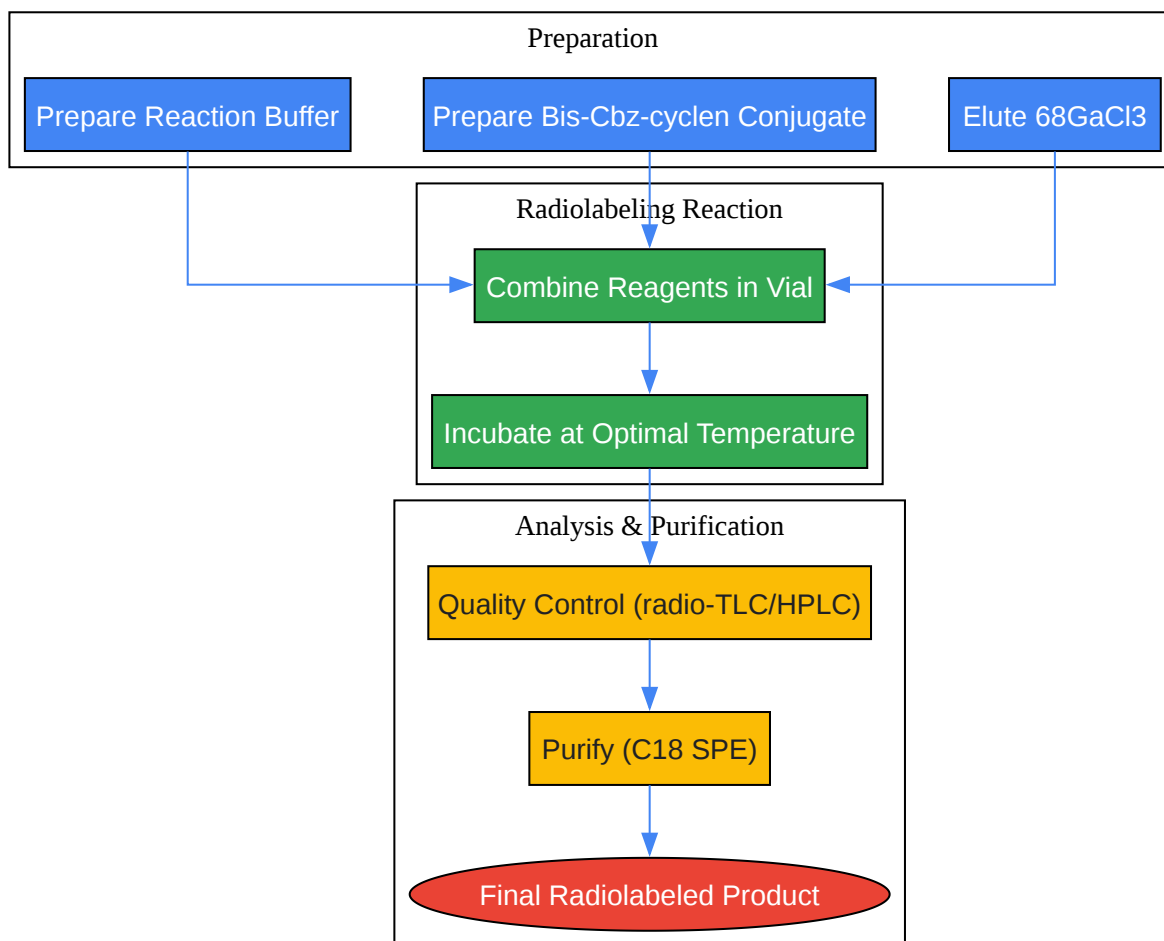 Preparation
Prepare Reaction Buffer
Prepare Bis-Cbz-cyclen Conjugate
Elute 68GaCl3
Radiolabeling Reaction
Combine Reagents in Vial
Incubate at Optimal Temperature
Analysis & Purification
Quality Control (radio-TLC/HPLC)
Purify (C18 SPE)
Final Radiolabeled Product